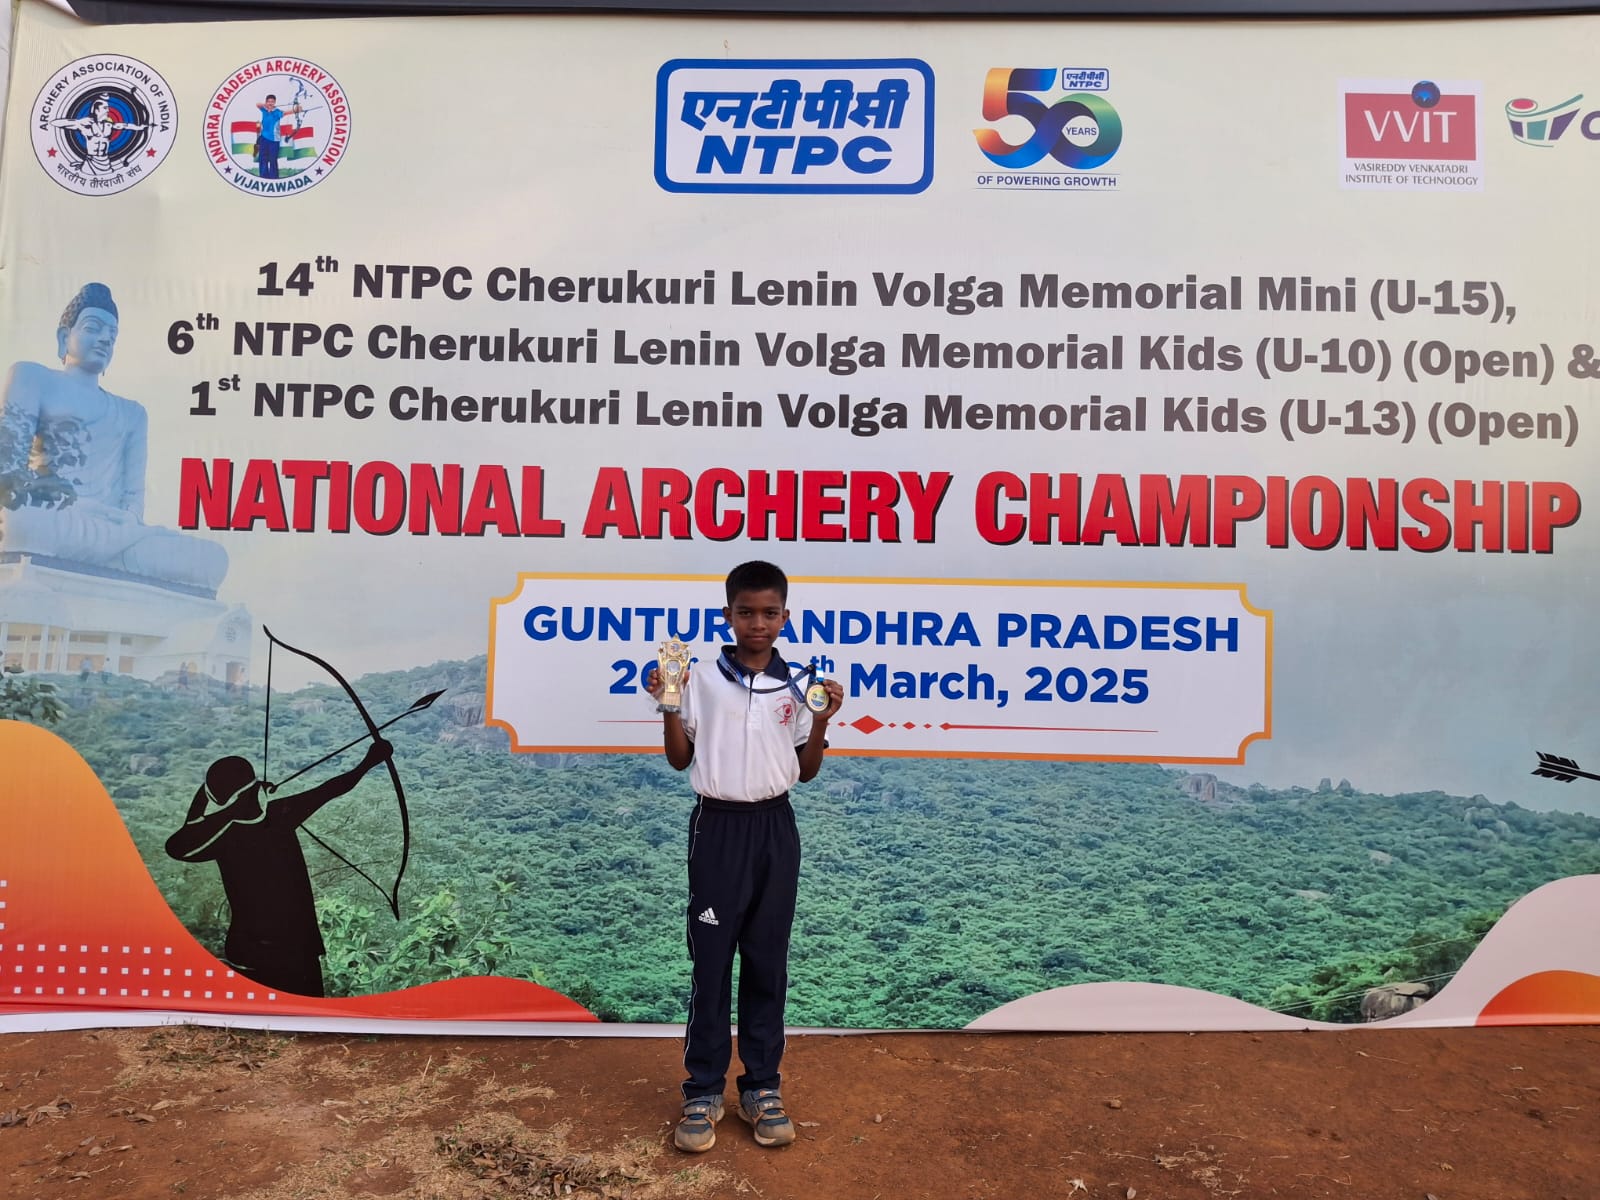 ARCHERY ASSOCIATION OF INDIA
भारतीय तीरंदाजी संघ
ANDHRA PRADESH ARCHERY ASSOCIATION
VIJAYAWADA
एनटीपीसी
NTPC
50
एनटीपीसी
NTPC
YEARS
OF POWERING GROWTH
VVIT
VASIREDDY VENKATADRI
INSTITUTE OF TECHNOLOGY
14th NTPC Cherukuri Lenin Volga Memorial Mini (U-15),
6th NTPC Cherukuri Lenin Volga Memorial Kids (U-10) (Open) &
1st NTPC Cherukuri Lenin Volga Memorial Kids (U-13) (Open)
NATIONAL ARCHERY CHAMPIONSHIP
GUNTUR ANDHRA PRADESH
March, 2025
adidas